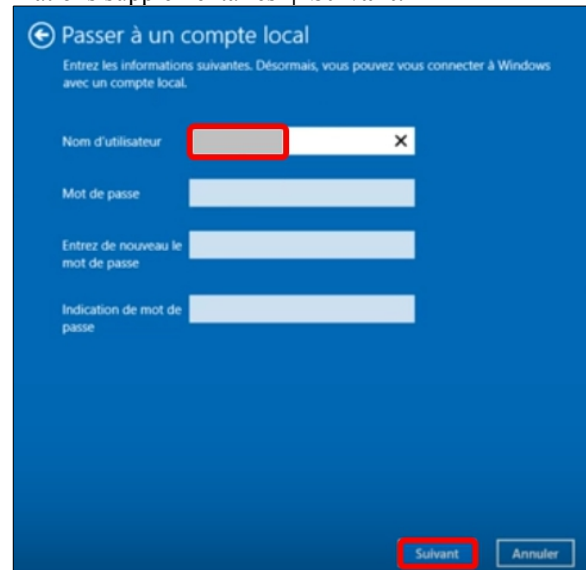 Passer à un compte local
Entrez les informations suivantes. Désormais, vous pouvez vous connecter à Windows
avec un compte local.
Nom d'utilisateur
Mot de passe
Entrez de nouveau le
mot de passe
Indication de mot de
passe
Suivant Annuler